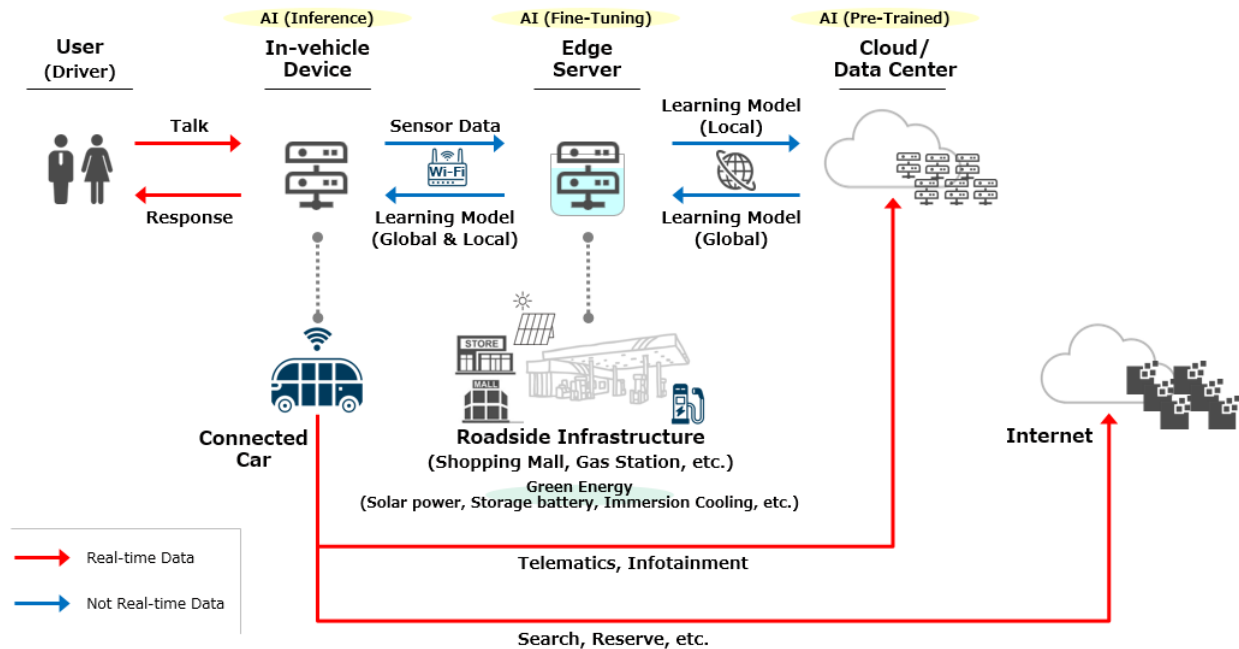 AI (Inference)
AI (Fine-Tuning)
AI (Pre-Trained)
User
(Driver)
In-vehicle
Device
Edge
Server
Cloud/
Data Center
Talk
Response
Sensor Data
Wi-Fi
Learning Model
(Global & Local)
Learning Model
(Local)
Learning Model
(Global)
STORE
MALL
Connected
Car
Roadside Infrastructure
(Shopping Mall, Gas Station, etc.)
Green Energy
(Solar power, Storage battery, Immersion Cooling, etc.)
Internet
Real-time Data
Not Real-time Data
Telematics, Infotainment
Search, Reserve, etc.